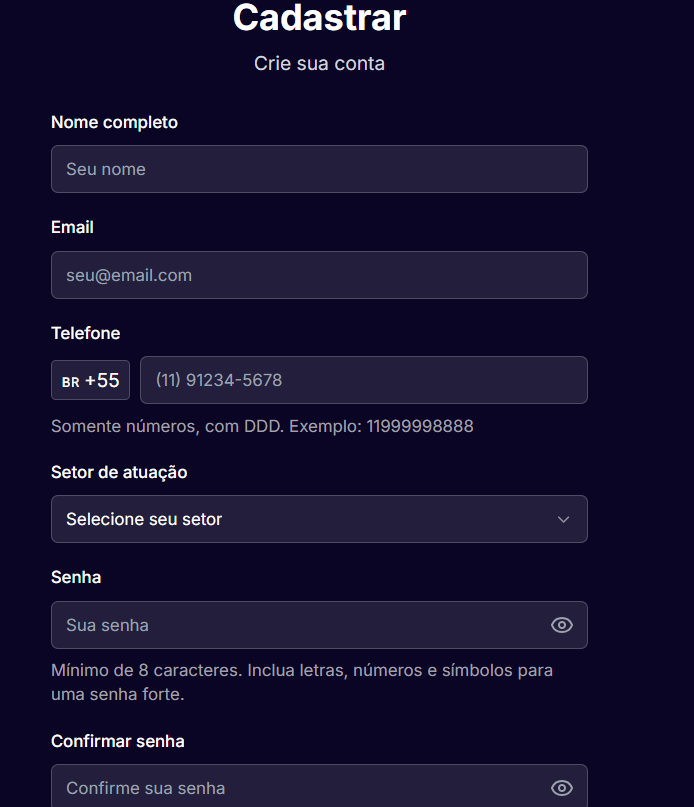 Cadastrar
Crie sua conta
Nome completo
Seu nome
Email
seu@email.com
Telefone
BR +55
(11) 91234-5678
Somente números, com DDD. Exemplo: 11999998888
Setor de atuação
Selecione seu setor
Senha
Sua senha
Mínimo de 8 caracteres. Inclua letras, números e símbolos para
uma senha forte.
Confirmar senha
Confirme sua senha